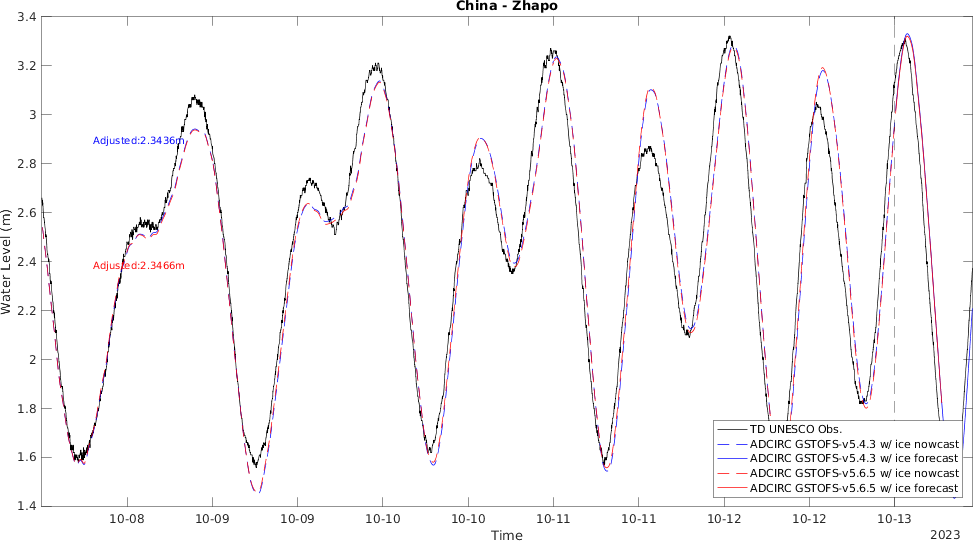 China - Zhapo
3.4
3.2
3
2.8
2.6
2.4
2.2
2
1.8
1.6
1.4
Water Level (m)
Adjusted:2.3436m
Adjusted:2.3466m
TD UNESCO Obs.
ADCIRC GSTOFS-v5.4.3 w/ ice nowcast
ADCIRC GSTOFS-v5.4.3 w/ ice forecast
ADCIRC GSTOFS-v5.6.5 w/ ice nowcast
ADCIRC GSTOFS-v5.6.5 w/ ice forecast
10-08 10-09 10-09 10-10 10-10 10-11 10-11 10-12 10-12 10-13
Time
2023